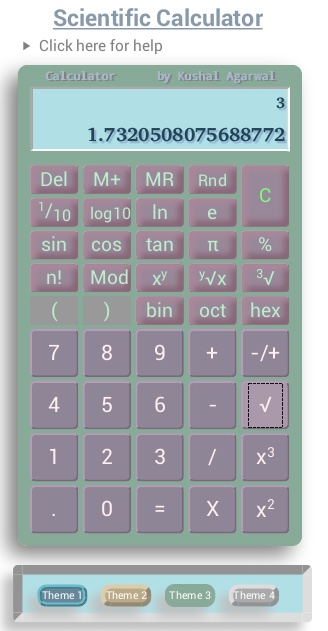 Scientific Calculator
▶ Click here for help
Calculator by Kushal Agarwal
3
1.7320508075688772
Del M+ MR Rnd C
¹/10 log10 ln e
sin cos tan π %
n! Mod xʸ ʸ√x ³√
( ) bin oct hex
7 8 9 + -/+
4 5 6 - √
1 2 3 / x³
. 0 = X x²
Theme 1 Theme 2 Theme 3 Theme 4